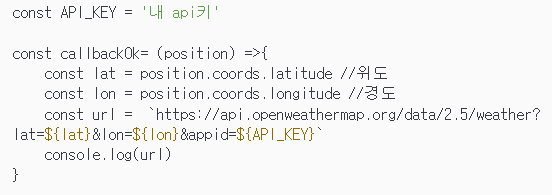 const API_KEY = '내 api키'
const callbackOk= (position) =>{
    const lat = position.coords.latitude //위도
    const lon = position.coords.longitude //경도
    const url =  `https://api.openweathermap.org/data/2.5/weather?
lat=${lat}&lon=${lon}&appid=${API_KEY}`
    console.log(url)
}